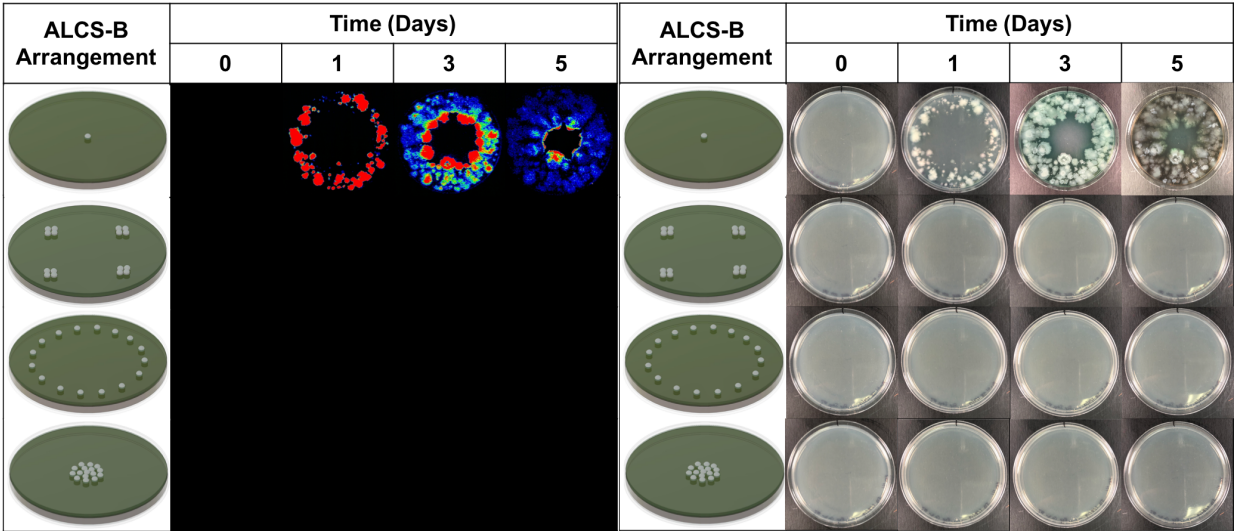 ALCS-B
Arrangement
Time (Days)
0 1 3 5
ALCS-B
Arrangement
Time (Days)
0 1 3 5